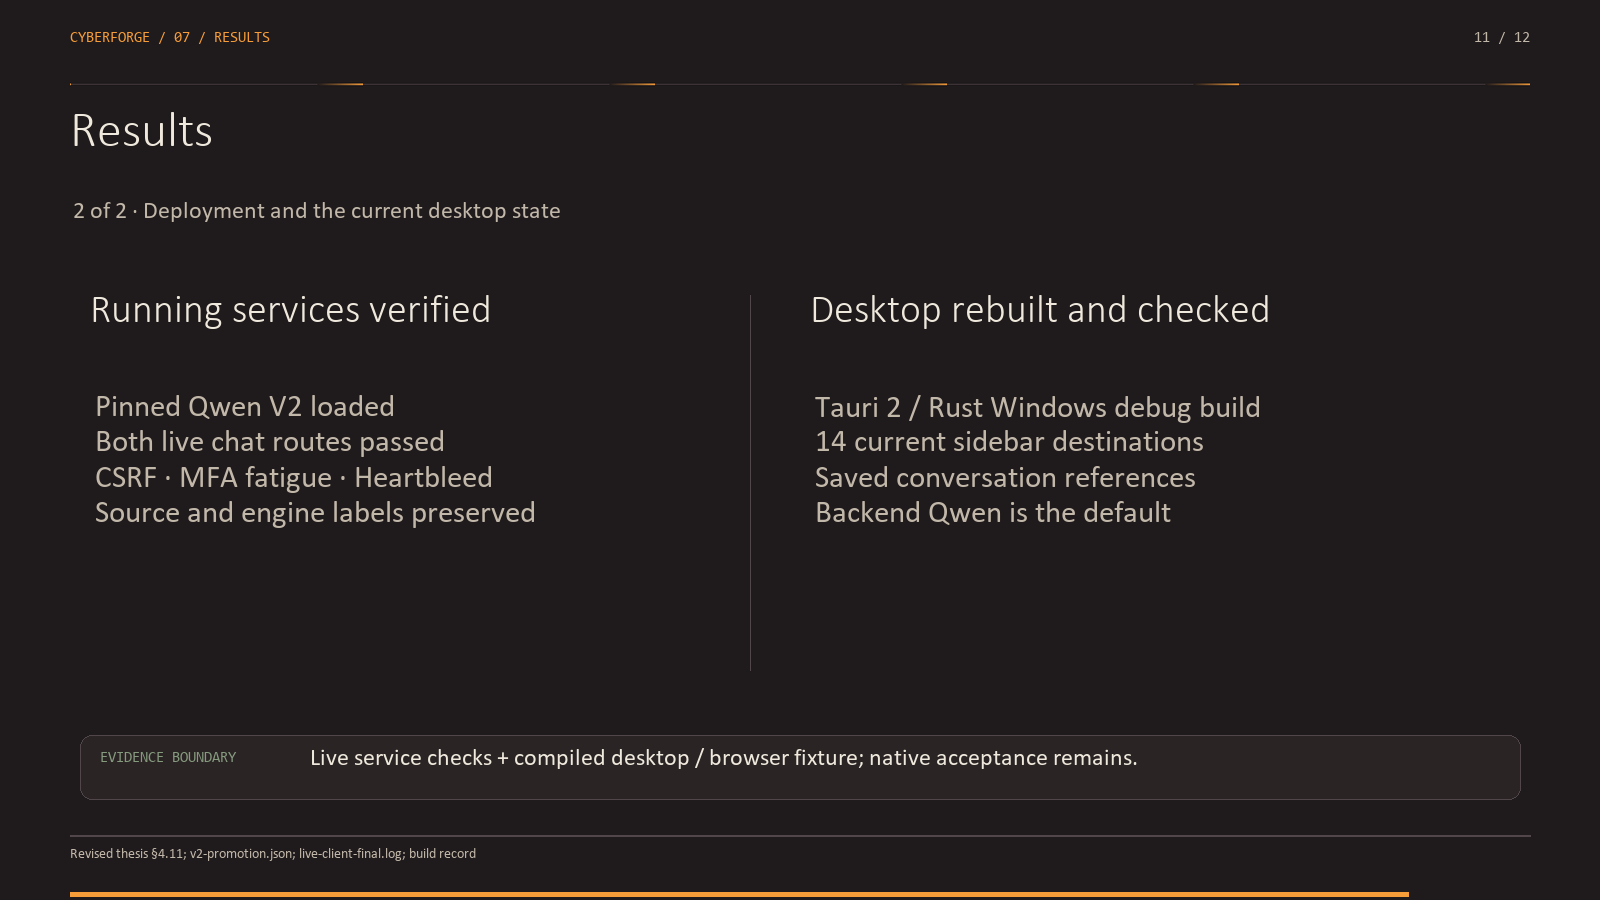 CYBERFORGE / 07 / RESULTS
11 / 12
Results
2 of 2 · Deployment and the current desktop state
Running services verified
Pinned Qwen V2 loaded
Both live chat routes passed
CSRF · MFA fatigue · Heartbleed
Source and engine labels preserved
Desktop rebuilt and checked
Tauri 2 / Rust Windows debug build
14 current sidebar destinations
Saved conversation references
Backend Qwen is the default
EVIDENCE BOUNDARY
Live service checks + compiled desktop / browser fixture; native acceptance remains.
Revised thesis §4.11; v2-promotion.json; live-client-final.log; build record